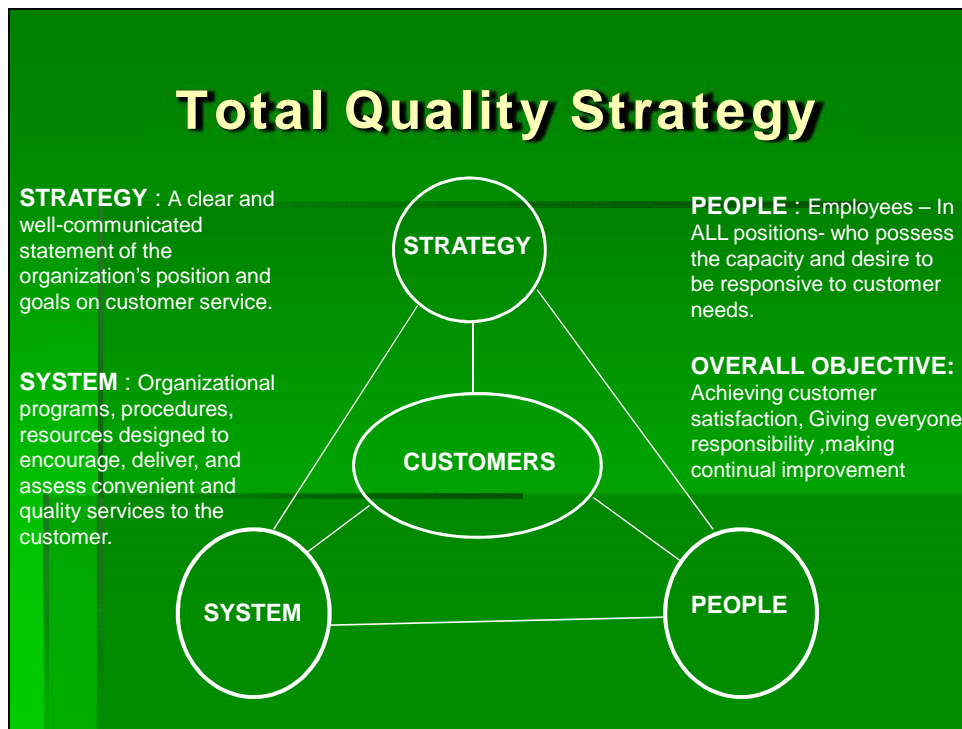 Total Quality Strategy
STRATEGY : A clear and
well-communicated
statement of the
organization's position and
goals on customer service.
SYSTEM : Organizational
programs, procedures,
resources designed to
encourage, deliver, and
assess convenient and
quality services to the
customer.
STRATEGY
CUSTOMERS
SYSTEM
PEOPLE
PEOPLE : Employees – In
ALL positions- who possess
the capacity and desire to
be responsive to customer
needs.
OVERALL OBJECTIVE:
Achieving customer
satisfaction, Giving everyone
responsibility ,making
continual improvement